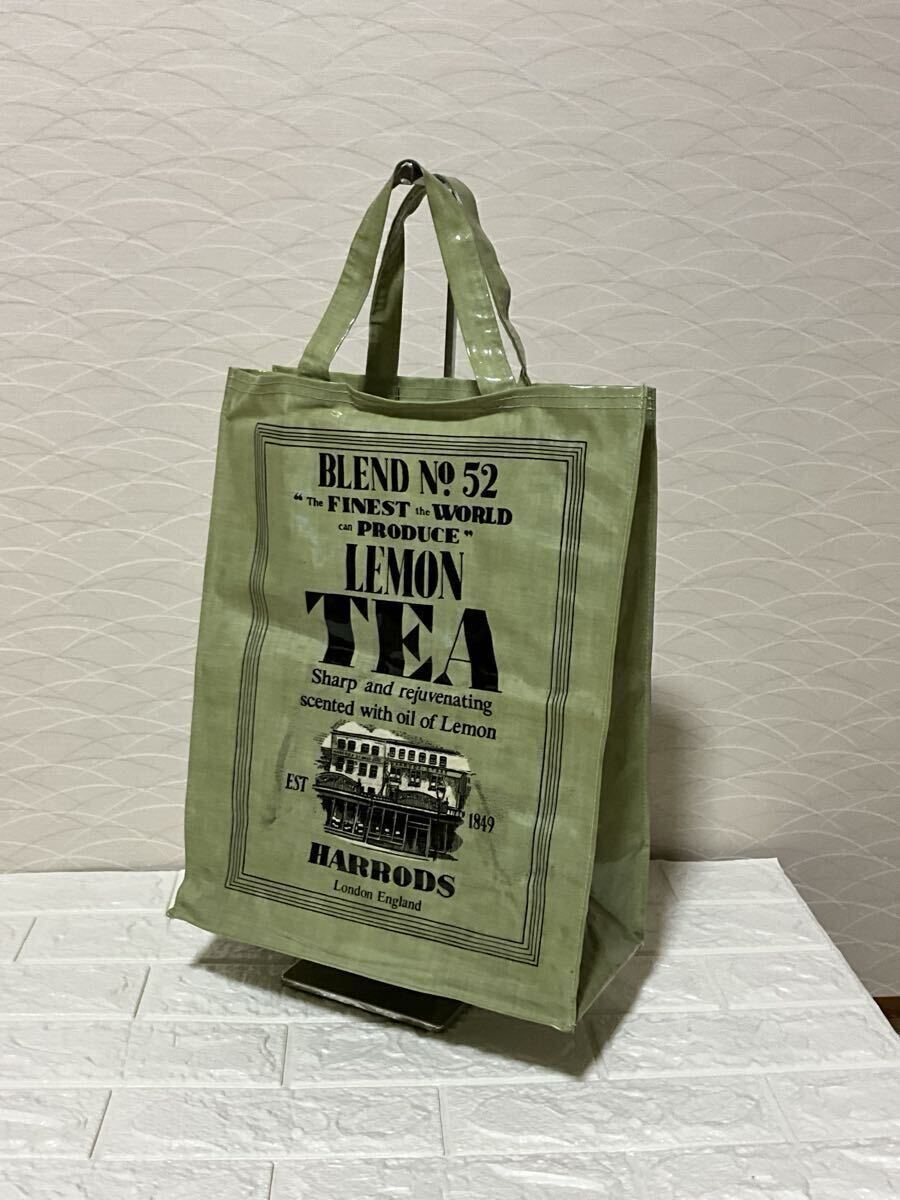 BLEND Nº 52
“The FINEST the WORLD
can PRODUCE”
LEMON
TEA
Sharp and rejuvenating
scented with oil of Lemon
EST 1849
HARRODS
London England